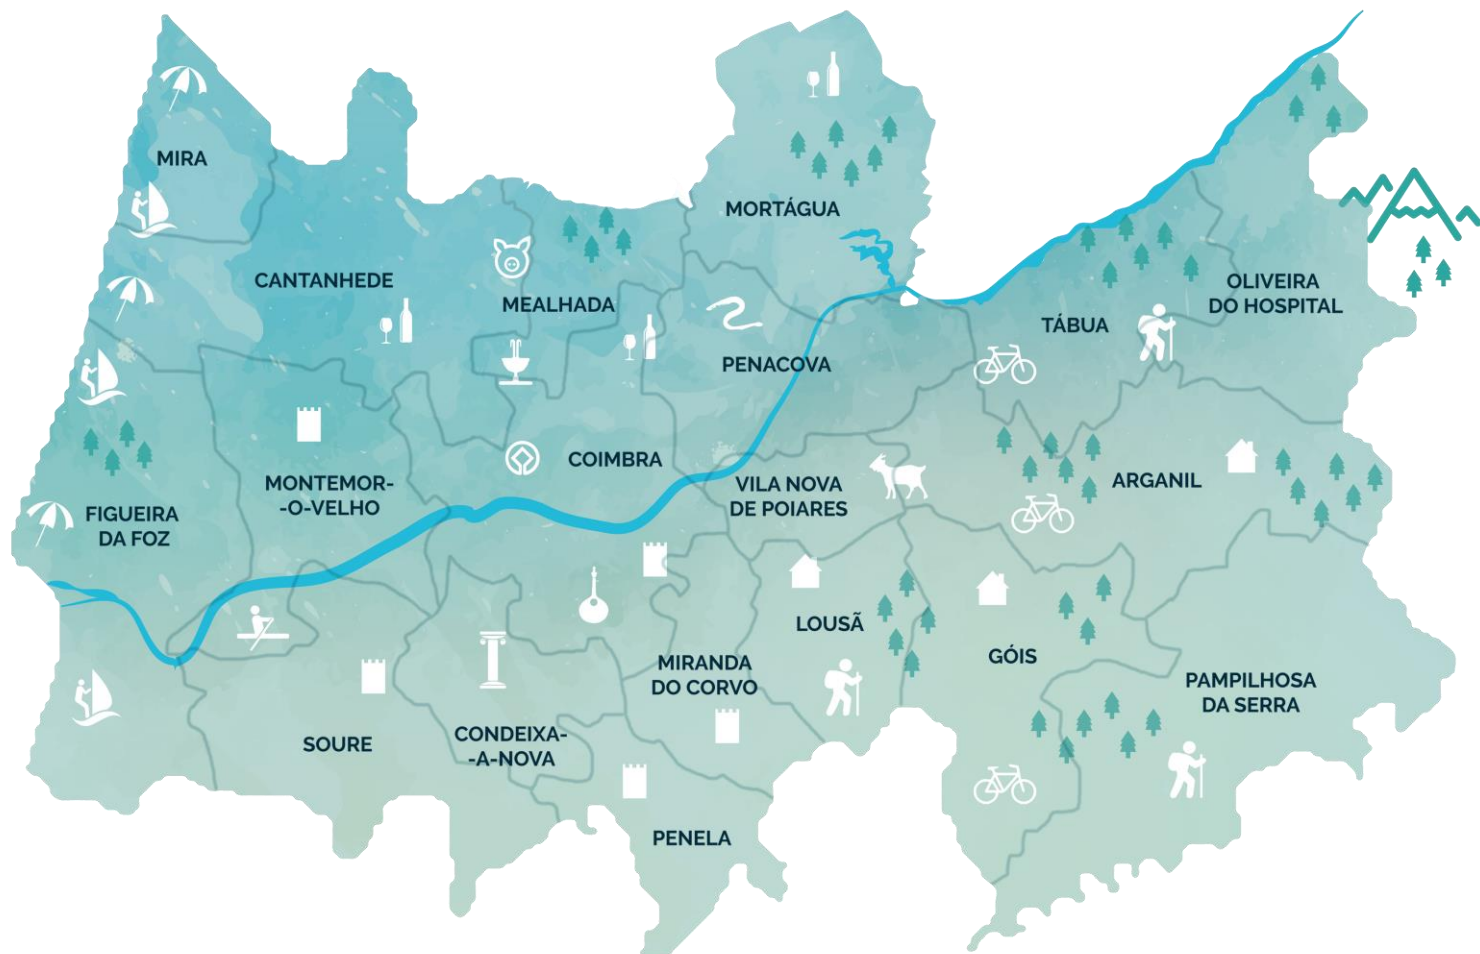 MIRA
MORTÁGUA
CANTANHEDE
MEALHADA
OLIVEIRA
DO HOSPITAL
TÁBUA
PENACOVA
COIMBRA
MONTEMOR-
-O-VELHO
VILA NOVA
DE POIARES
ARGANIL
FIGUEIRA
DA FOZ
LOUSÃ
GÓIS
MIRANDA
DO CORVO
PAMPILHOSA
DA SERRA
SOURE
CONDEIXA-
-A-NOVA
PENELA